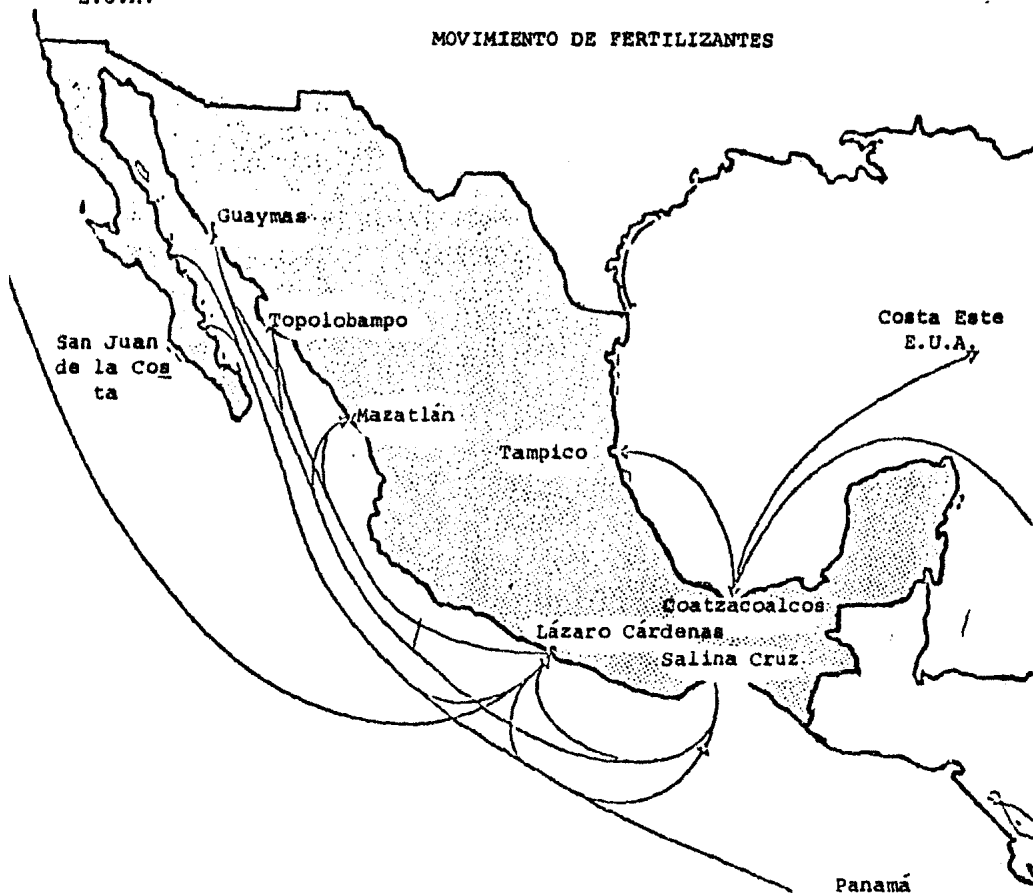 MOVIMIENTO DE FERTILIZANTES
Guaymas
Topolobampo
San Juan
de la Cos
ta
Costa Este
E.U.A.
Mazatlán
Tampico
Coatzacoalcos
Lázaro Cárdenas
Salina Cruz
Panamá